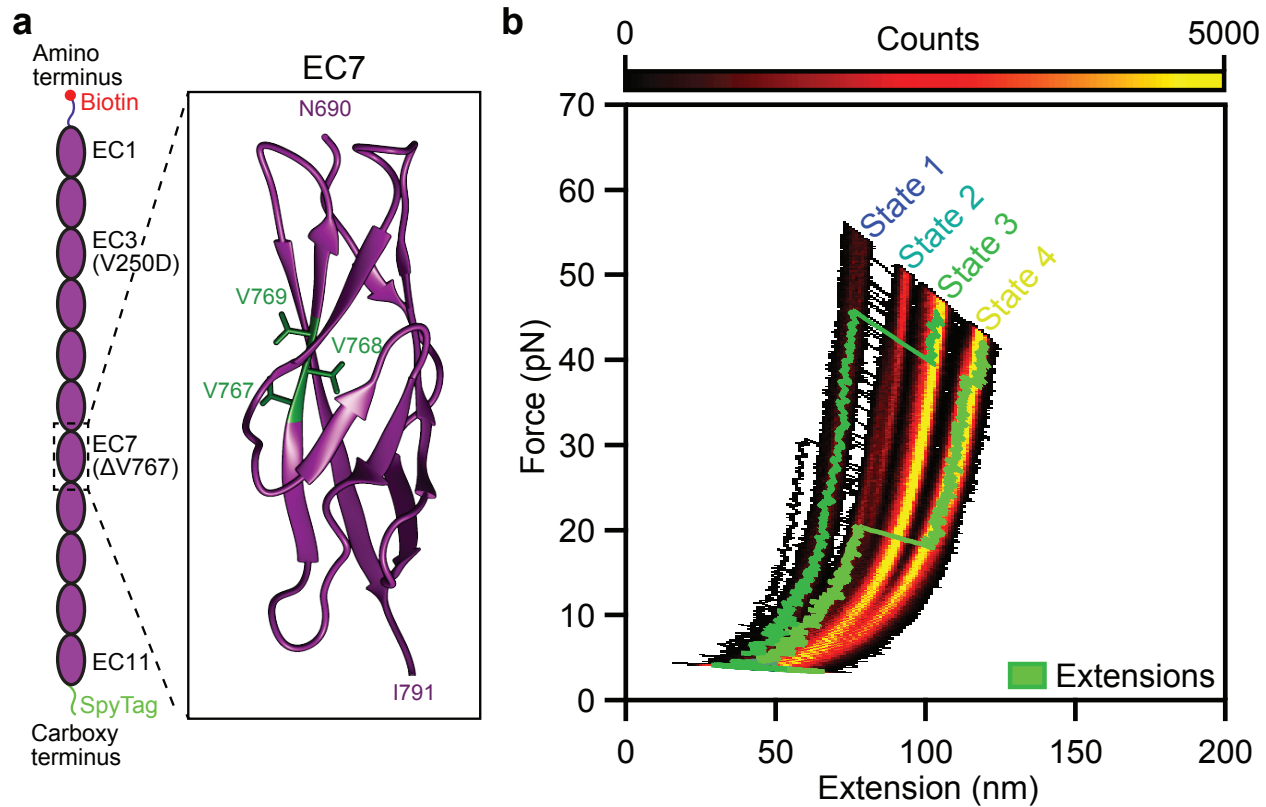 a
Amino
terminus
Biotin
EC1
EC3
(V250D)
EC7
(ΔV767)
EC11
SpyTag
Carboxy
terminus
EC7
N690
V769
V768
V767
I791
b
0
Counts
5000
70
60
50
40
30
20
10
0
Force (pN)
State 1
State 2
State 3
State 4
Extensions
0
50
100
150
200
Extension (nm)